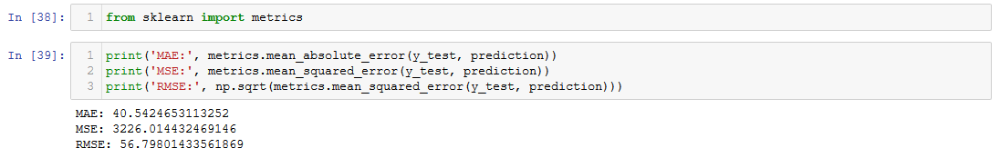 In [38]: 1 from sklearn import metrics
In [39]: 1 print('MAE:', metrics.mean_absolute_error(y_test, prediction))
2 print('MSE:', metrics.mean_squared_error(y_test, prediction))
3 print('RMSE:', np.sqrt(metrics.mean_squared_error(y_test, prediction)))
MAE: 40.5424653113252
MSE: 3226.014432469146
RMSE: 56.79801433561869